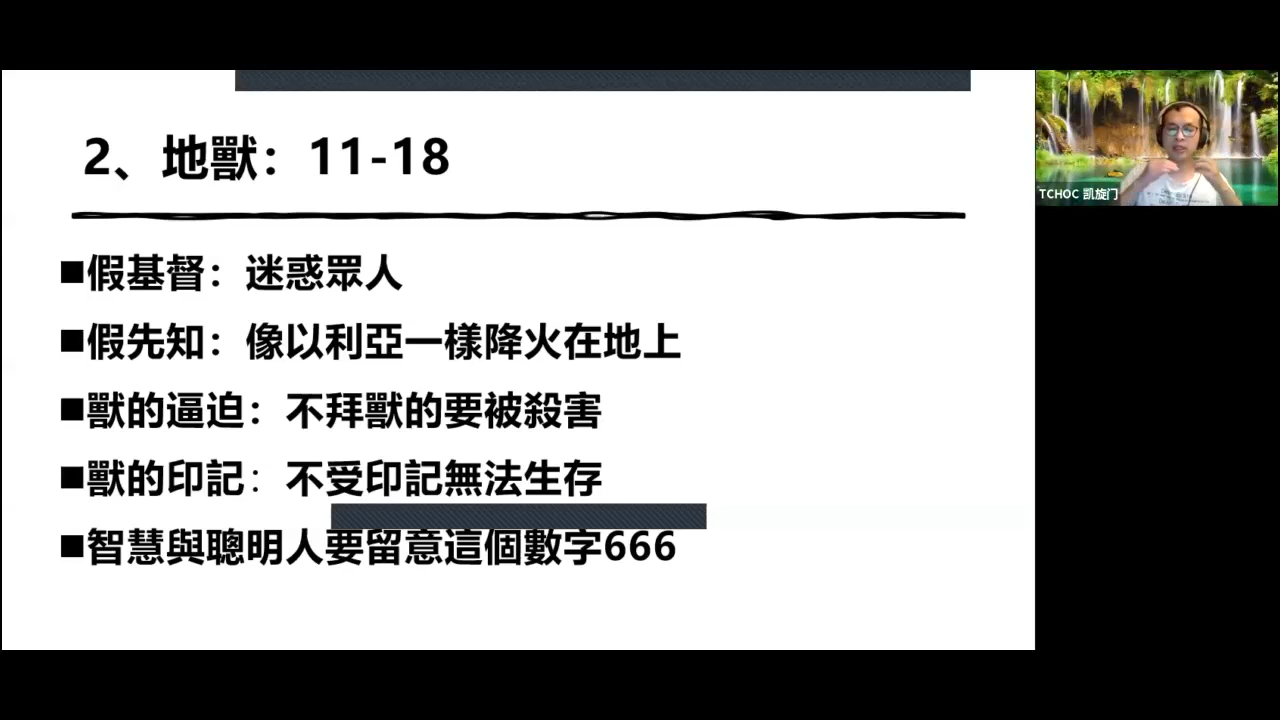 2、地獸：11-18
■假基督：迷惑眾人
■假先知：像以利亞一樣降火在地上
■獸的逼迫：不拜獸的要被殺害
■獸的印記：不受印記無法生存
■智慧與聰明人要留意這個數字666
TCHOC 凯旋门